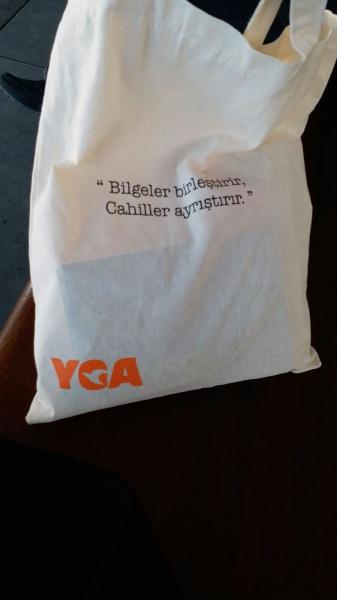 “ Bilgeler birleştirir,
Cahiller ayrıştırır. ”
YGA